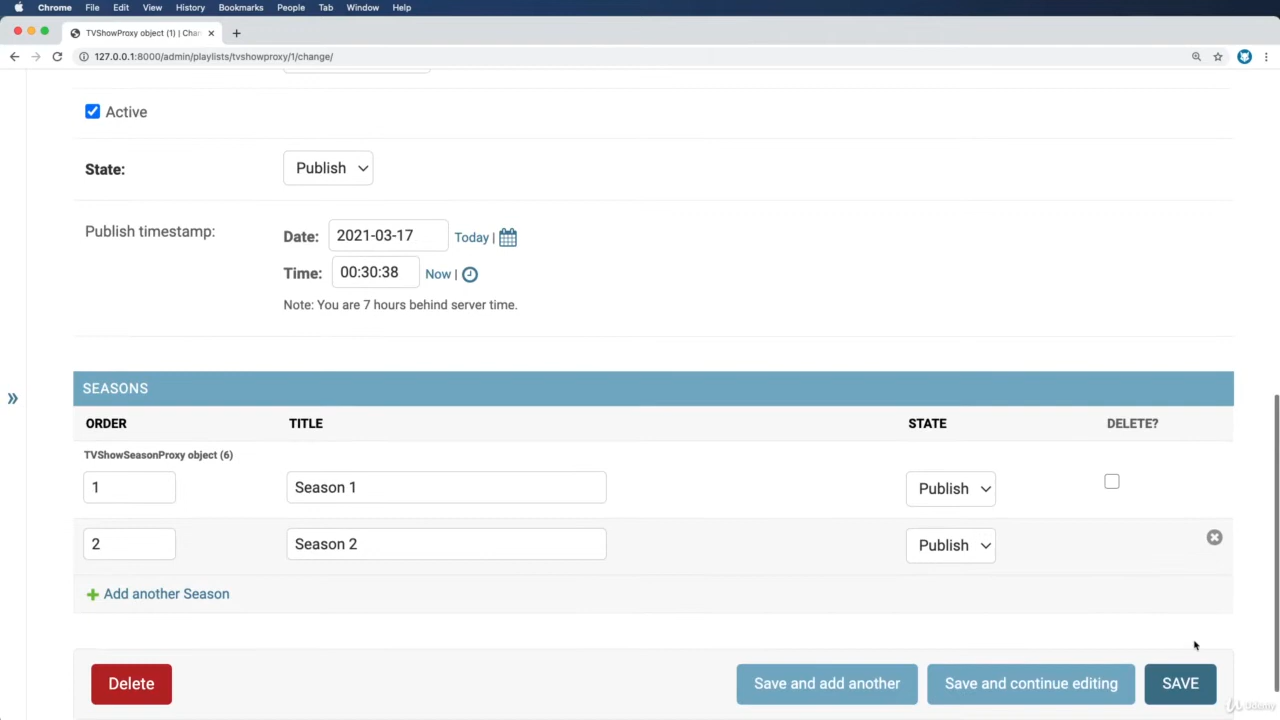 Chrome File Edit View History Bookmarks People Tab Window Help
TVShowProxy object (1) | Chan
127.0.0.1:8000/admin/playlists/tvshowproxy/1/change/
Active
State: Publish
Publish timestamp:
Date: 2021-03-17 Today |
Time: 00:30:38 Now |
Note: You are 7 hours behind server time.
SEASONS
ORDER TITLE STATE DELETE?
TVShowSeasonProxy object (6)
1 Season 1 Publish
2 Season 2 Publish
Add another Season
Delete Save and add another Save and continue editing SAVE
Udemy